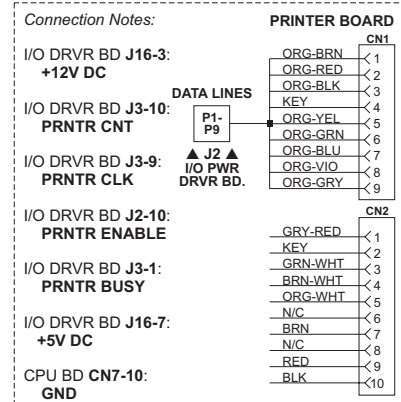 Connection Notes:
I/O DRVR BD J16-3:
+12V DC
I/O DRVR BD J3-10:
PRNTR CNT
I/O DRVR BD J3-9:
PRNTR CLK
I/O DRVR BD J2-10:
PRNTR ENABLE
I/O DRVR BD J3-1:
PRNTR BUSY
I/O DRVR BD J16-7:
+5V DC
CPU BD CN7-10:
GND
DATA LINES
P1-
P9
▲ J2 ▲
I/O PWR
DRVR BD.
PRINTER BOARD
CN1
ORG-BRN 1
ORG-RED 2
ORG-BLK 3
KEY 4
ORG-YEL 5
ORG-GRN 6
ORG-BLU 7
ORG-VIO 8
ORG-GRY 9
CN2
GRY-RED 1
KEY 2
GRN-WHT 3
BRN-WHT 4
ORG-WHT 5
N/C 6
BRN 7
N/C 8
RED 9
BLK 10